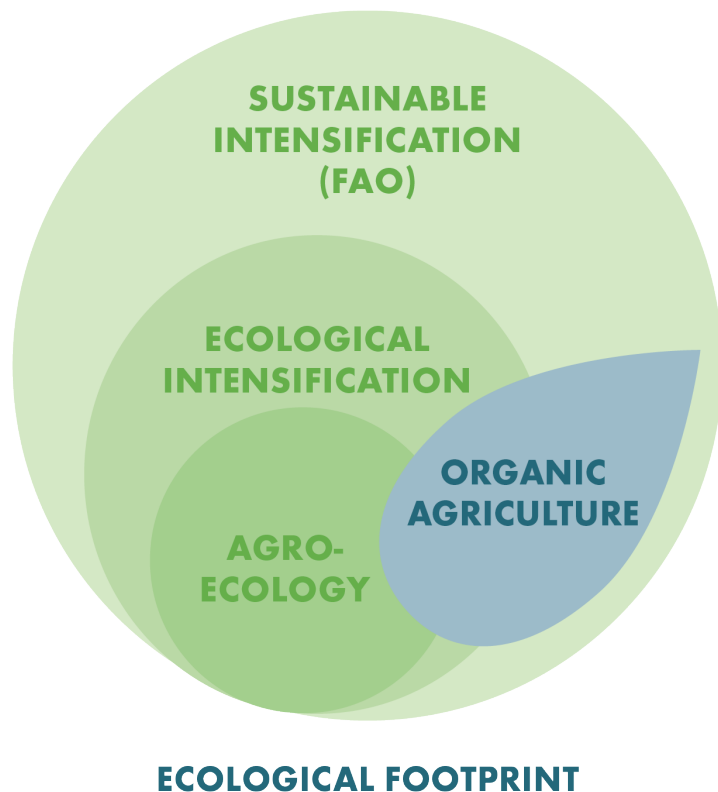 SUSTAINABLE
INTENSIFICATION
(FAO)
ECOLOGICAL
INTENSIFICATION
ORGANIC
AGRICULTURE
AGRO-
ECOLOGY
ECOLOGICAL FOOTPRINT